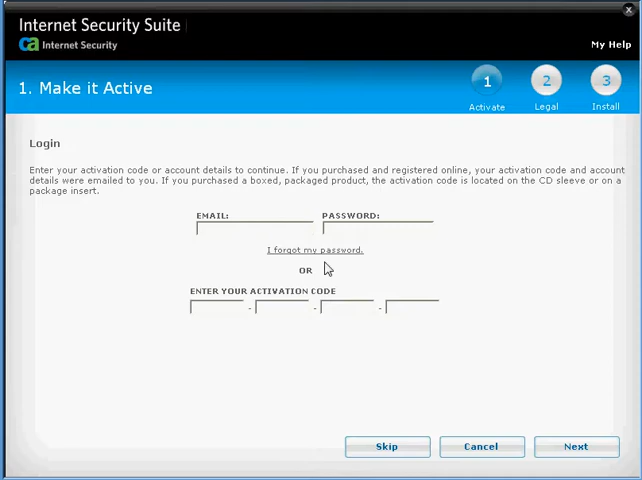 Internet Security Suite
ca Internet Security
My Help
1. Make it Active
1 2 3
Activate Legal Install
Login
Enter your activation code or account details to continue. If you purchased and registered online, your activation code and account
details were emailed to you. If you purchased a boxed, packaged product, the activation code is located on the CD sleeve or on a
package insert.
EMAIL: PASSWORD:
I forgot my password.
OR
ENTER YOUR ACTIVATION CODE
- - -
Skip Cancel Next